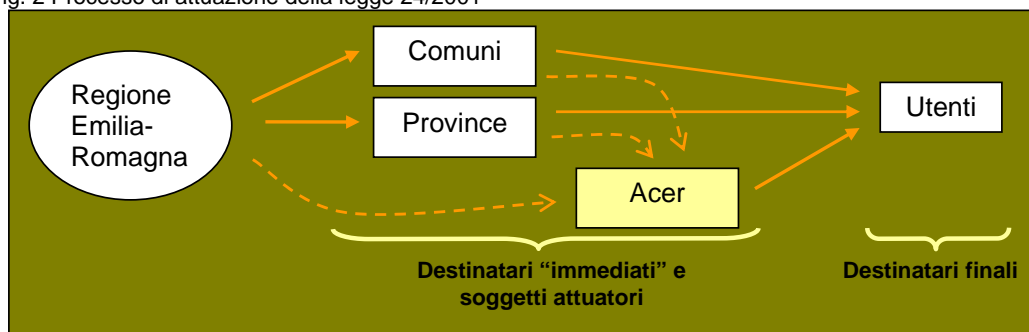 Regione
Emilia-
Romagna
Comuni
Province
Acer
Utenti
Destinatari “immediati” e
soggetti attuatori
Destinatari finali